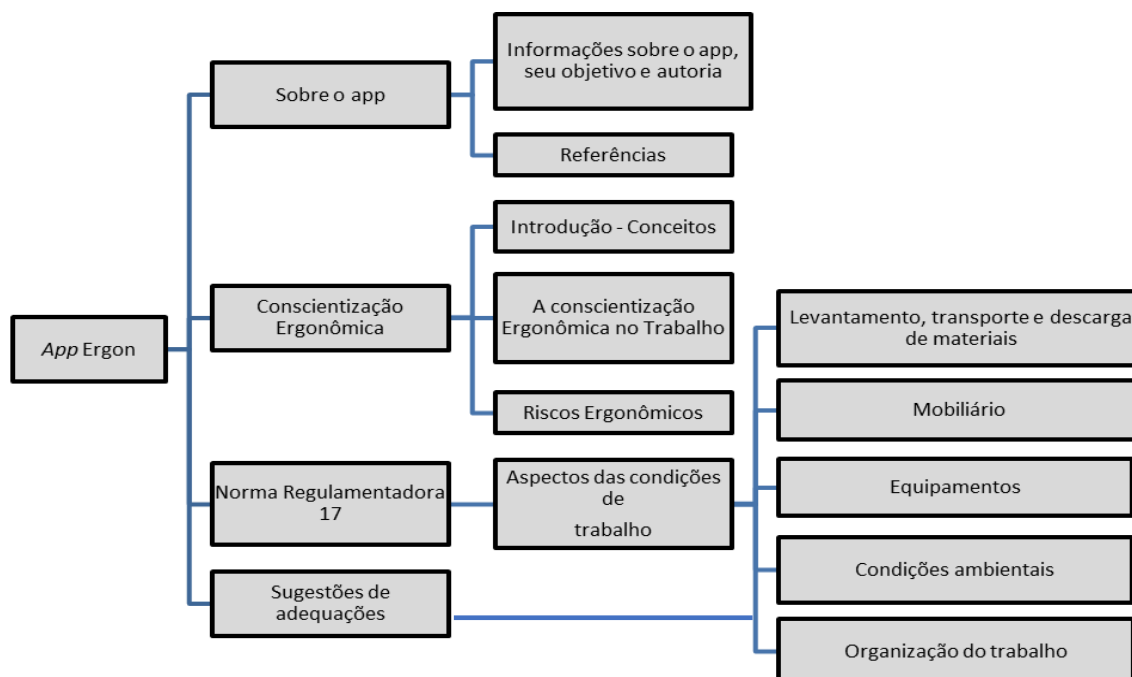 App Ergon
Sobre o app
Informações sobre o app,
seu objetivo e autoria
Referências
Conscientização
Ergonômica
Introdução - Conceitos
A conscientização
Ergonômica no Trabalho
Riscos Ergonômicos
Norma Regulamentadora
17
Aspectos das condições
de
trabalho
Sugestões de
adequações
Levantamento, transporte e descarga
de materiais
Mobiliário
Equipamentos
Condições ambientais
Organização do trabalho